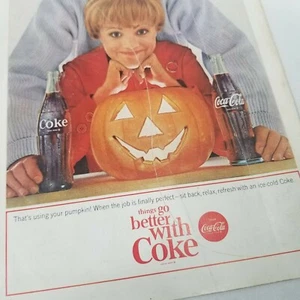 Coke
Coca-Cola
That's using your pumpkin! When the job is finally perfect—sit back, relax, refresh with an ice-cold Coke.
things go
better
with
Coke
Coca-Cola